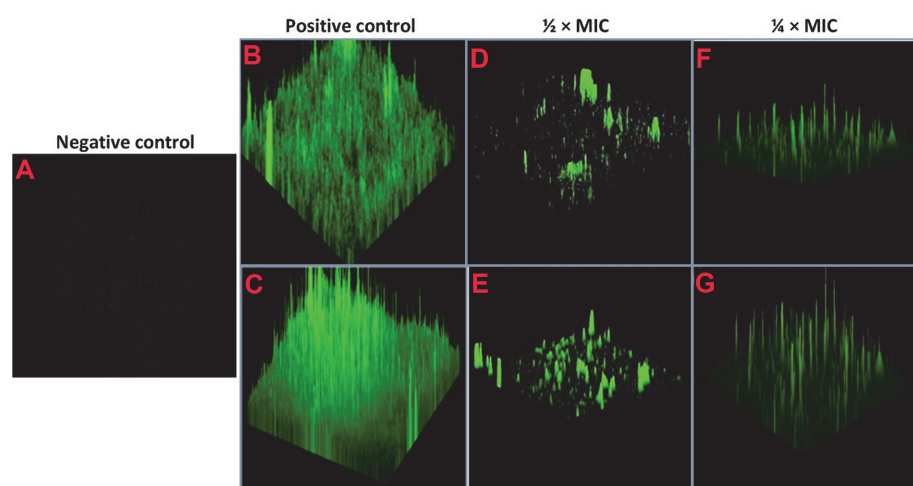 Positive control
½ × MIC
¼ × MIC
B
D
F
Negative control
A
C
E
G